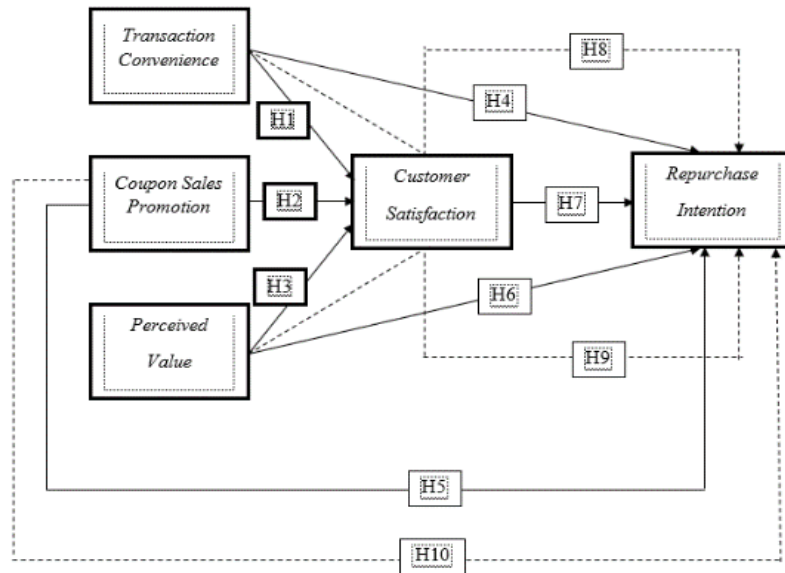 Transaction
Convenience
H8
H4
H1
Coupon Sales
Promotion
H2
Customer
Satisfaction
H7
Repurchase
Intention
H3
H6
Perceived
Value
H9
H5
H10